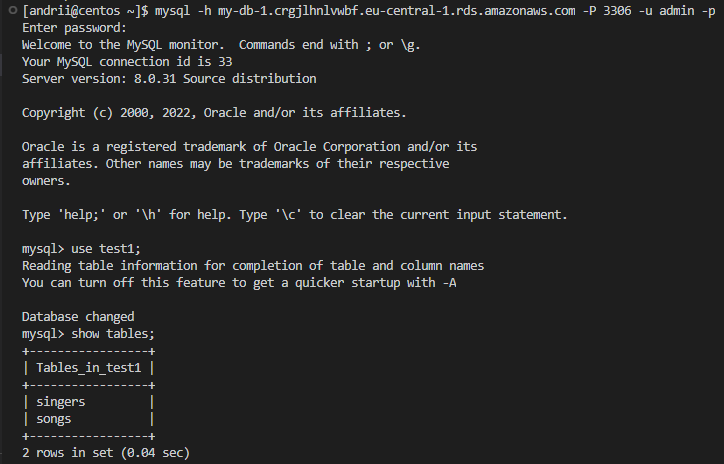 [andrii@centos ~]$ mysql -h my-db-1.crgjlhnlvwbf.eu-central-1.rds.amazonaws.com -P 3306 -u admin -p
Enter password:
Welcome to the MySQL monitor.  Commands end with ; or \g.
Your MySQL connection id is 33
Server version: 8.0.31 Source distribution

Copyright (c) 2000, 2022, Oracle and/or its affiliates.

Oracle is a registered trademark of Oracle Corporation and/or its
affiliates. Other names may be trademarks of their respective
owners.

Type 'help;' or '\h' for help. Type '\c' to clear the current input statement.

mysql> use test1;
Reading table information for completion of table and column names
You can turn off this feature to get a quicker startup with -A

Database changed
mysql> show tables;
+-----------------+
| Tables_in_test1 |
+-----------------+
| singers         |
| songs           |
+-----------------+
2 rows in set (0.04 sec)